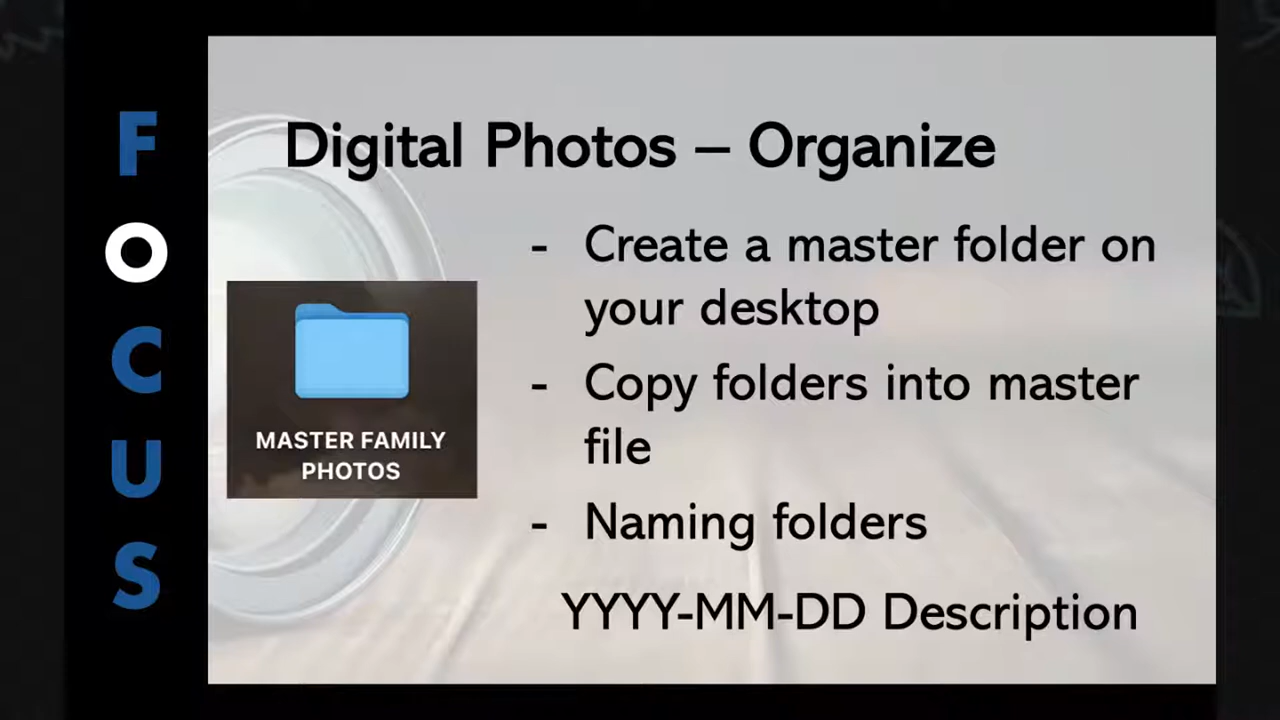 FOCUS
Digital Photos – Organize
MASTER FAMILY
PHOTOS
- Create a master folder on
your desktop
- Copy folders into master
file
- Naming folders
YYYY-MM-DD Description